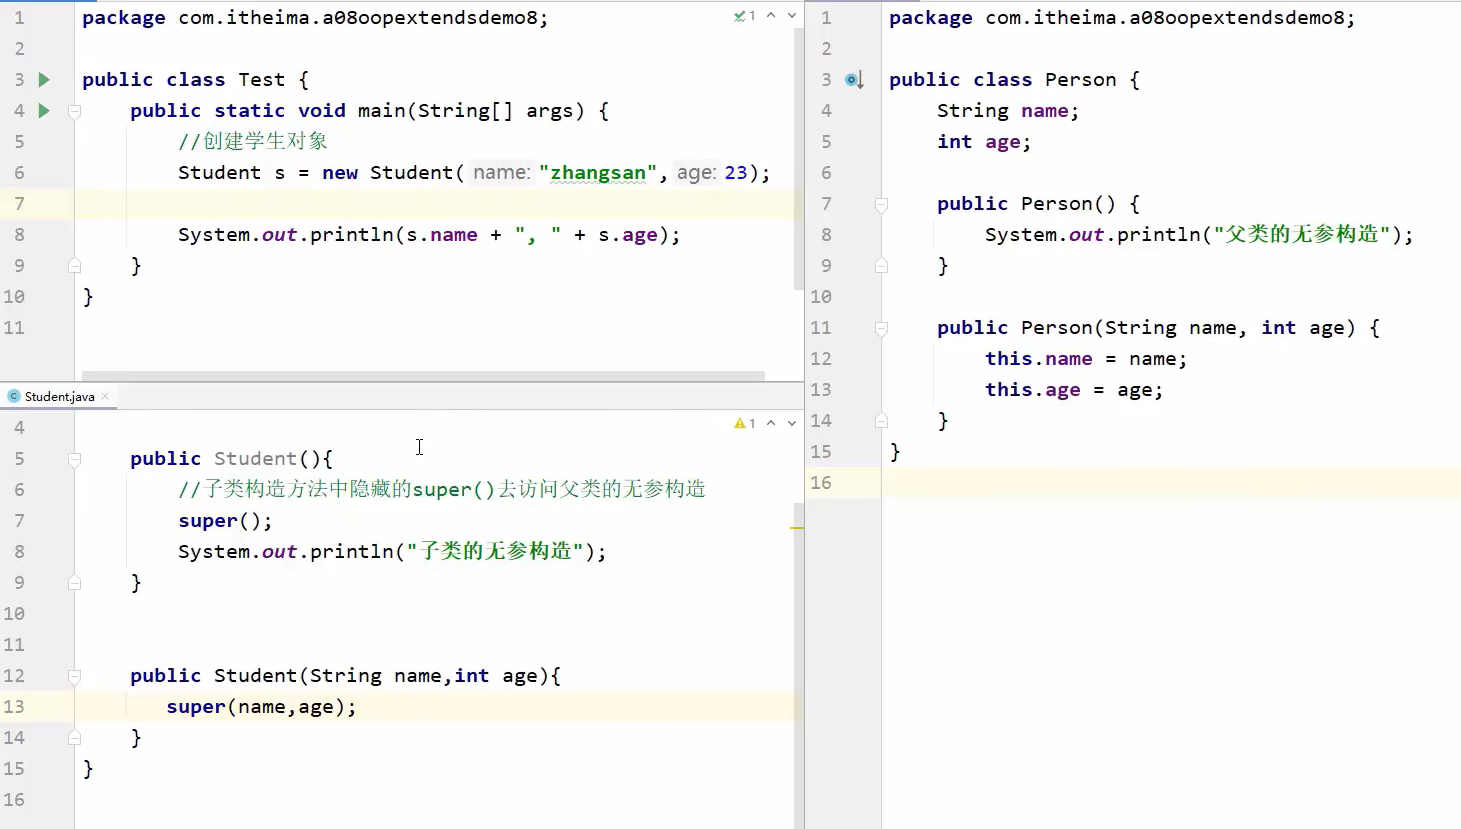 1 package com.itheima.a08oopextendsdemo8;
1
2
3 public class Test {
4 public static void main(String[] args) {
5 //创建学生对象
6 Student s = new Student( name: "zhangsan", age: 23);
7
8 System.out.println(s.name + ", " + s.age);
9 }
10 }
11
Student.java
1
4
5 public Student(){
6 //子类构造方法中隐藏的super()去访问父类的无参构造
7 super();
8 System.out.println("子类的无参构造");
9 }
10
11
12 public Student(String name,int age){
13 super(name,age);
14 }
15 }
16
1 package com.itheima.a08oopextendsdemo8;
2
3 public class Person {
4 String name;
5 int age;
6
7 public Person() {
8 System.out.println("父类的无参构造");
9 }
10
11 public Person(String name, int age) {
12 this.name = name;
13 this.age = age;
14 }
15 }
16